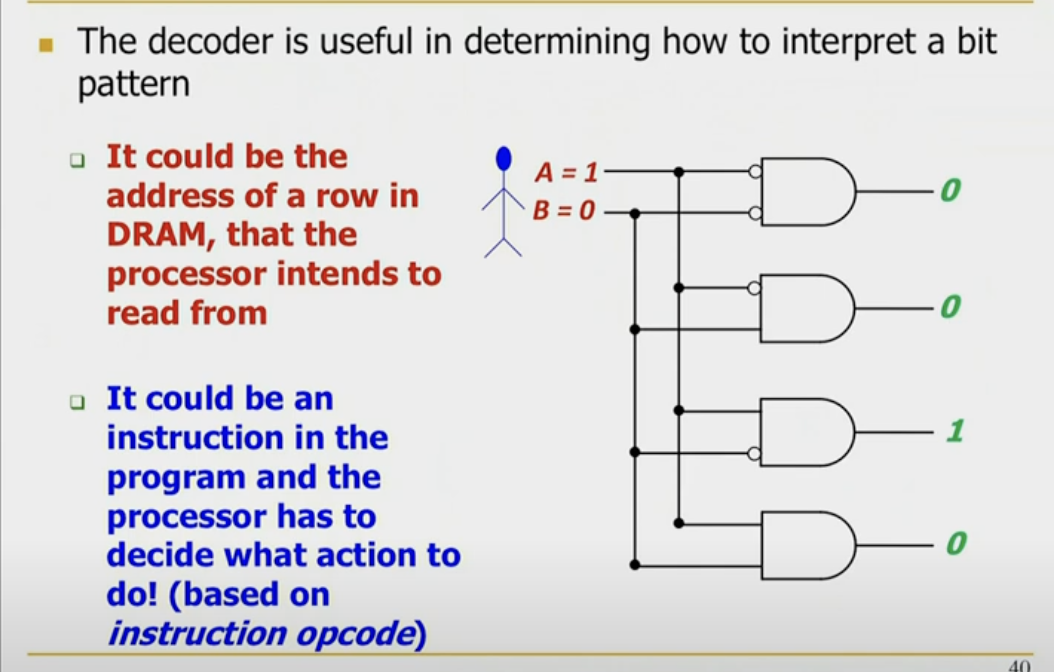 The decoder is useful in determining how to interpret a bit
pattern
It could be the
address of a row in
DRAM, that the
processor intends to
read from
It could be an
instruction in the
program and the
processor has to
decide what action to
do! (based on
instruction opcode)
A = 1
B = 0
0
0
1
0
40